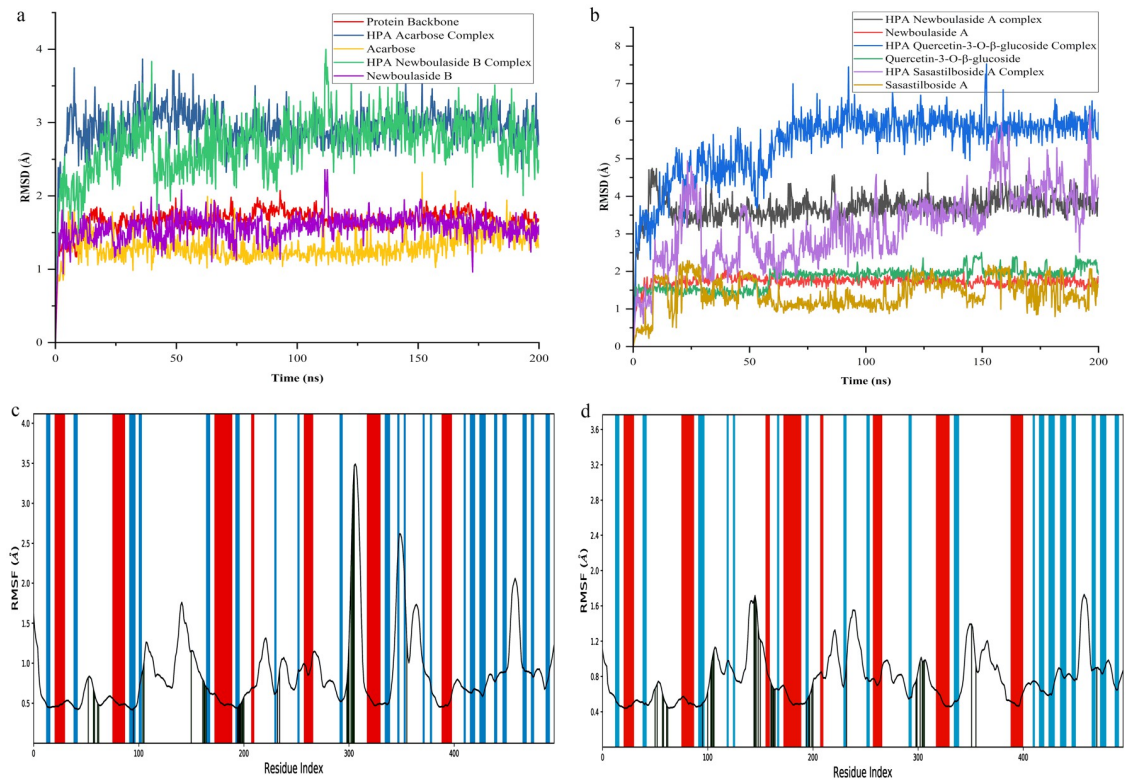 a
Protein Backbone
HPA Acarbose Complex
Acarbose
HPA Newboulaside B Complex
Newboulaside B
4
3
2
1
0
RMSD (Å)
0 50 100 150 200
Time (ns)
b
HPA Newboulaside A complex
Newboulaside A
HPA Quercetin-3-O-β-glucoside Complex
Quercetin-3-O-β-glucoside
HPA Sasastilboside A Complex
Sasastilboside A
8
7
6
5
4
3
2
1
0
RMSD (Å)
0 50 100 150 200
Time (ns)
c
4.0
3.5
3.0
2.5
2.0
1.5
1.0
0.5
RMSF (Å)
0 100 200 300 400
Residue Index
d
3.6
3.2
2.8
2.4
2.0
1.6
1.2
0.8
0.4
RMSF (Å)
0 100 200 300 400
Residue Index